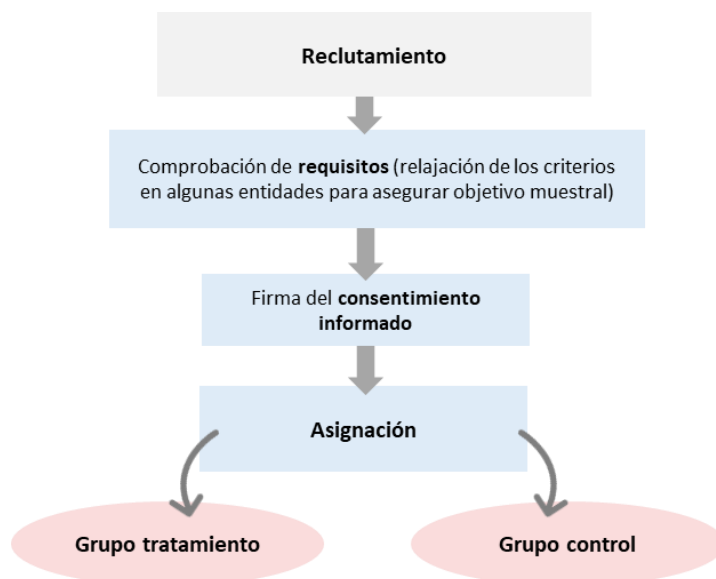 Reclutamiento
Comprobación de requisitos (relajación de los criterios
en algunas entidades para asegurar objetivo muestral)
Firma del consentimiento
informado
Asignación
Grupo tratamiento
Grupo control